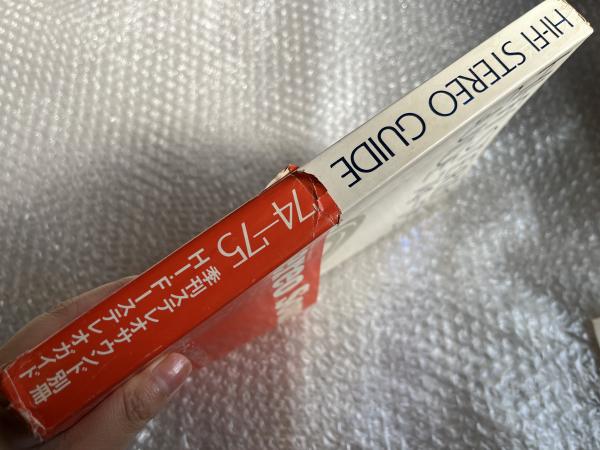 HI-FI STEREO GUIDE
'74—'75
季刊ステレオサウンド別冊
Hi・Fiステレオガイド